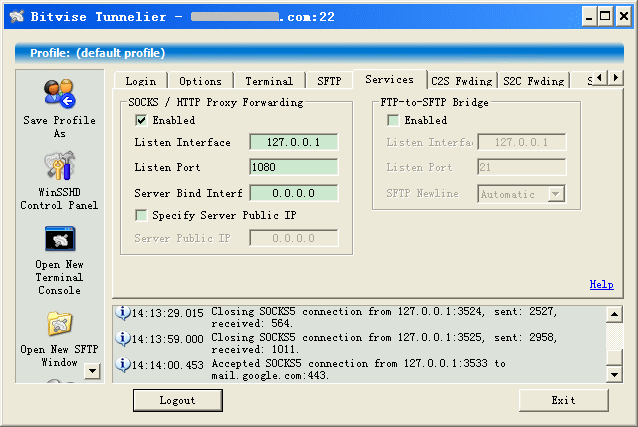 Bitvise Tunnelier - .com:22
Profile: (default profile)
Save Profile
As
WinSSHD
Control Panel
Open New
Terminal
Console
Open New SFTP
Window
Login Options Terminal SFTP Services C2S Fwding S2C Fwding S
SOCKS / HTTP Proxy Forwarding
Enabled
Listen Interface 127.0.0.1
Listen Port 1080
Server Bind Interf 0.0.0.0
Specify Server Public IP
Server Public IP 0.0.0.0
FTP-to-SFTP Bridge
Enabled
Listen Interfa 127.0.0.1
Listen Port 21
SFTP Newline Automatic
Help
14:13:29.015 Closing SOCKS5 connection from 127.0.0.1:3524, sent: 2527,
received: 564.
14:13:59.000 Closing SOCKS5 connection from 127.0.0.1:3525, sent: 2958,
received: 1011.
14:14:00.453 Accepted SOCKS5 connection from 127.0.0.1:3533 to
mail.google.com:443.
Logout Exit